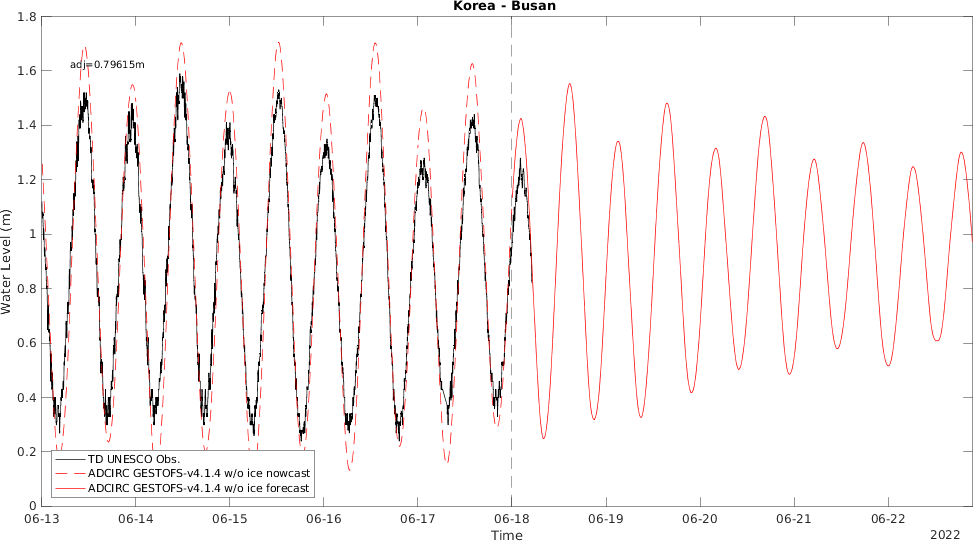 Korea - Busan
1.8
1.6
1.4
1.2
1
0.8
0.6
0.4
0.2
0
Water Level (m)
adj=0.79615m
TD UNESCO Obs.
ADCIRC GESTOFS-v4.1.4 w/o ice nowcast
ADCIRC GESTOFS-v4.1.4 w/o ice forecast
06-13 06-14 06-15 06-16 06-17 06-18 06-19 06-20 06-21 06-22
Time
2022